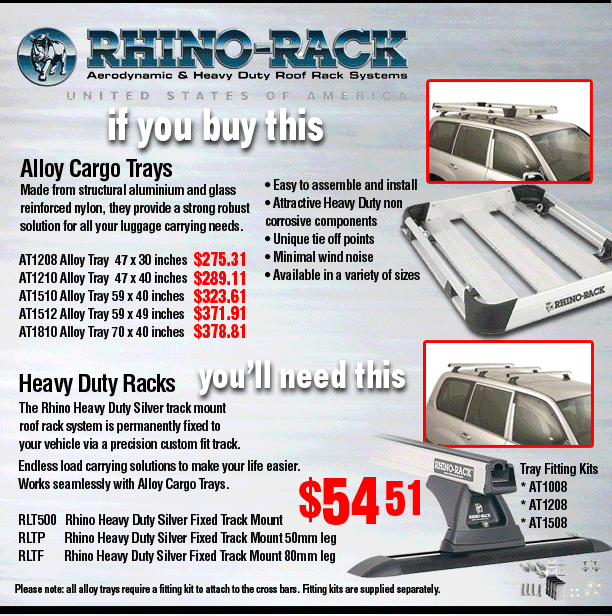 RHINO-RACK
Aerodynamic & Heavy Duty Roof Rack Systems
UNITED STATES OF AMERICA
if you buy this
Alloy Cargo Trays
Made from structural aluminium and glass
reinforced nylon, they provide a strong robust
solution for all your luggage carrying needs.
• Easy to assemble and install
• Attractive Heavy Duty non
corrosive components
• Unique tie off points
• Minimal wind noise
• Available in a variety of sizes
AT1208 Alloy Tray 47 x 30 inches $275.31
AT1210 Alloy Tray 47 x 40 inches $289.11
AT1510 Alloy Tray 59 x 40 inches $323.61
AT1512 Alloy Tray 59 x 49 inches $371.91
AT1810 Alloy Tray 70 x 40 inches $378.81
RHINO-RACK
you'll need this
Heavy Duty Racks
The Rhino Heavy Duty Silver track mount
roof rack system is permanently fixed to
your vehicle via a precision custom fit track.
Endless load carrying solutions to make your life easier.
Works seamlessly with Alloy Cargo Trays.
$54 51
RHINO-RACK
RHINO-RACK
Tray Fitting Kits
* AT1008
* AT1208
* AT1508
RLT500 Rhino Heavy Duty Silver Fixed Track Mount
RLTP Rhino Heavy Duty Silver Fixed Track Mount 50mm leg
RLTF Rhino Heavy Duty Silver Fixed Track Mount 80mm leg
Please note: all alloy trays require a fitting kit to attach to the cross bars. Fitting kits are supplied separately.